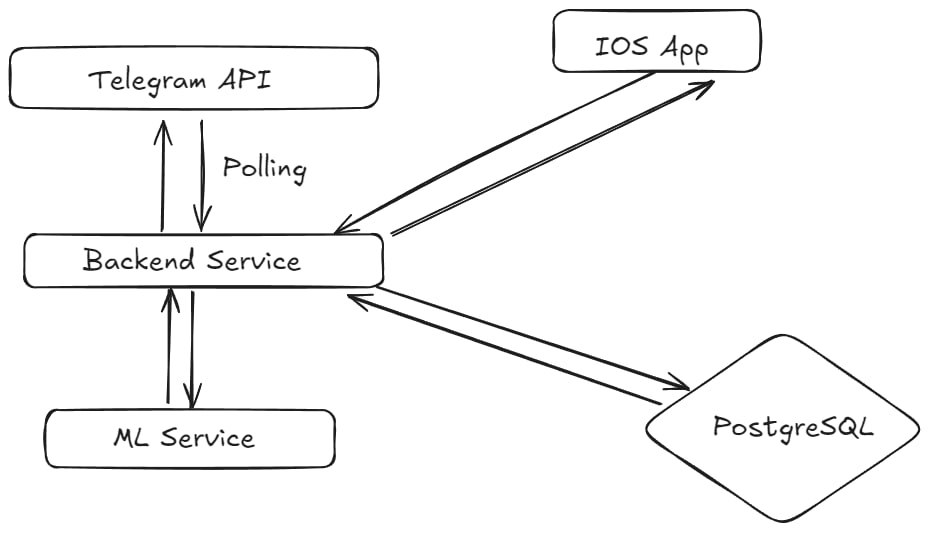 IOS App
Telegram API
Polling
Backend Service
PostgreSQL
ML Service